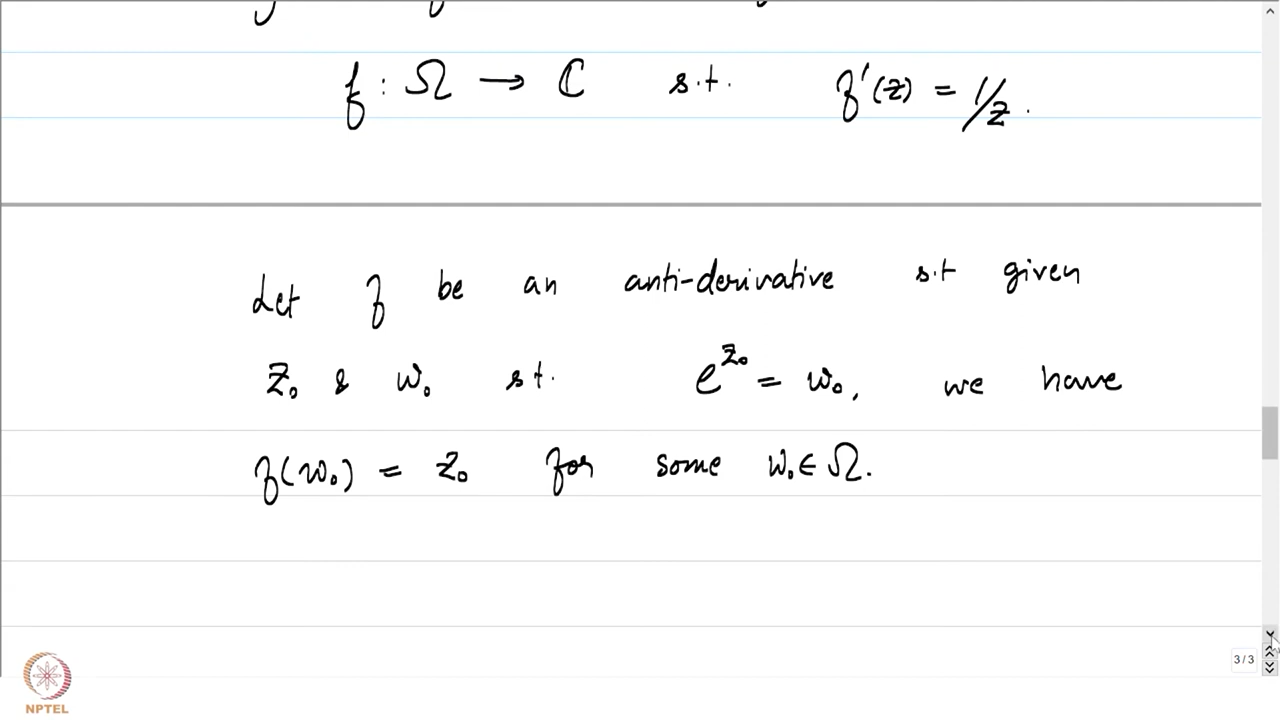 f : Ω → ℂ s.t. f'(z) = 1/z.
Let f be an anti-derivative s.t given
z₀ & w₀ s.t. e^{z₀} = w₀, we have
f(w₀) = z₀ for some w₀ ∈ Ω.
3/3
NPTEL